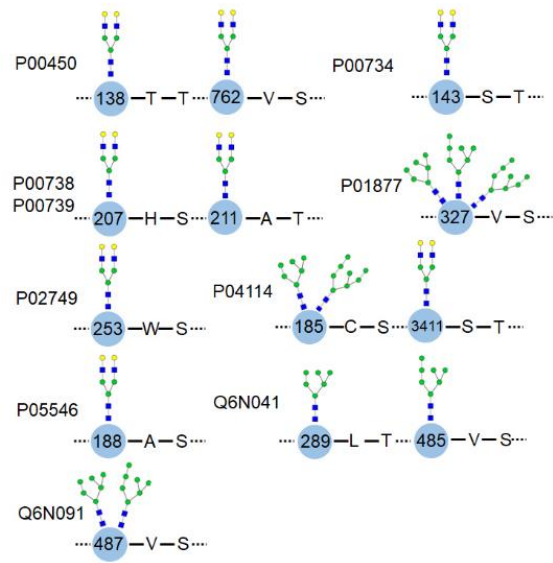 P00450
138 T T 762 V S
P00734
143 S T
P00738
P00739
207 H S 211 A T
P01877
327 V S
P02749
253 W S
P04114
185 C S 3411 S T
P05546
188 A S
Q6N041
289 L T 485 V S
Q6N091
487 V S